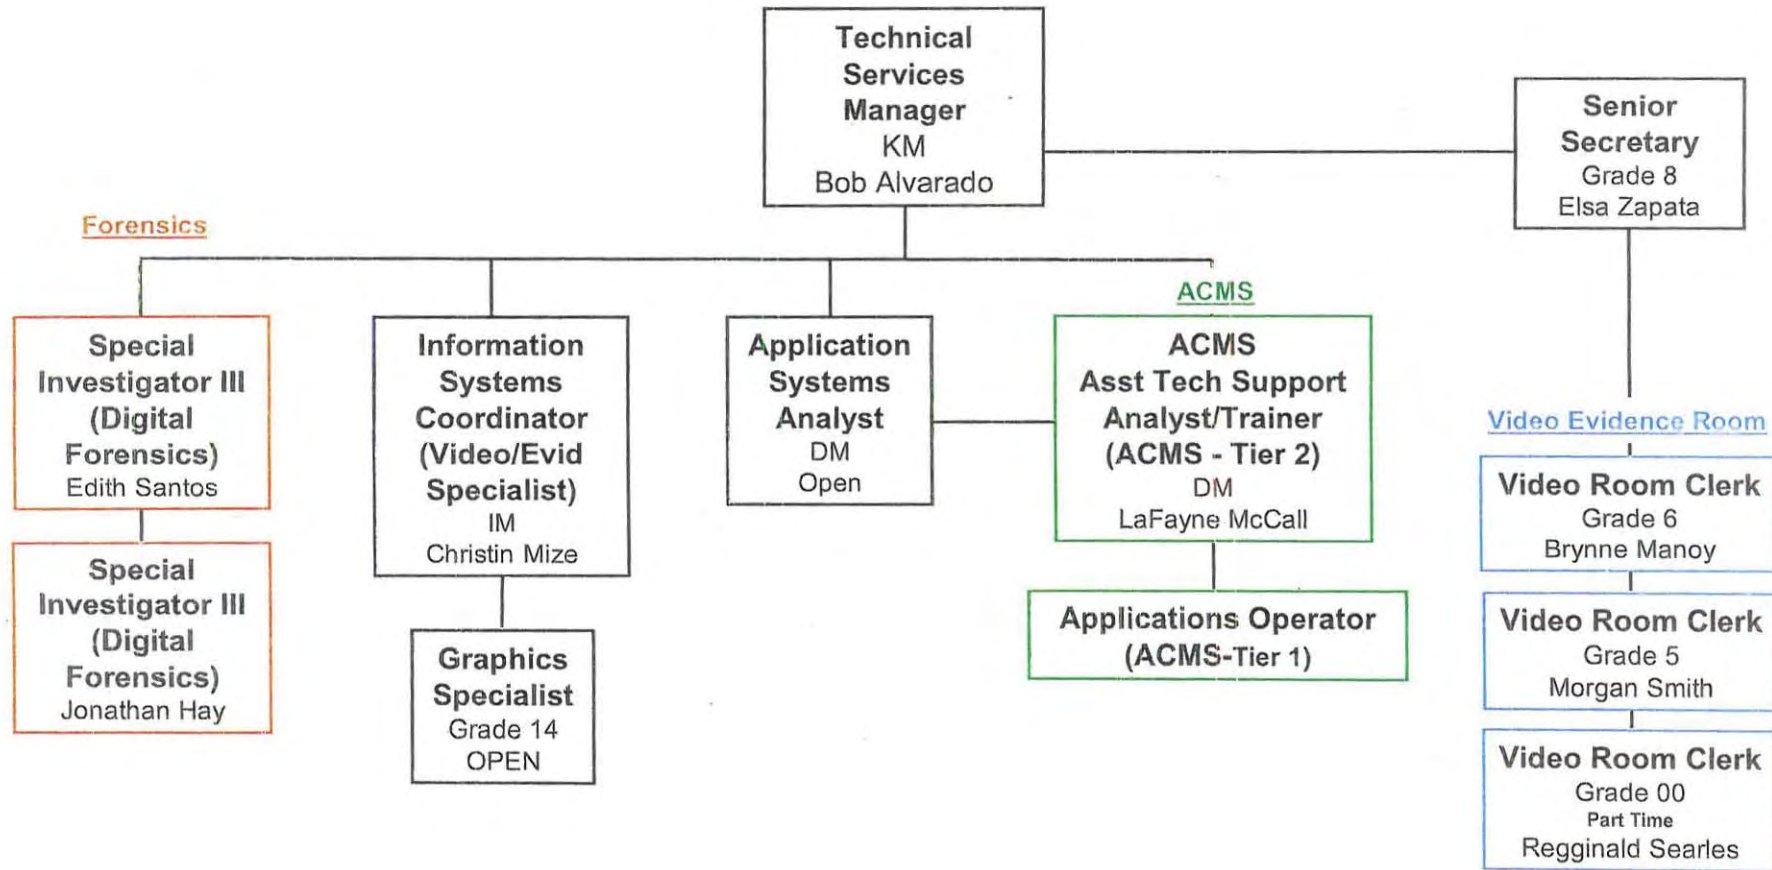 Technical
Services
Manager
KM
Bob Alvarado
Senior
Secretary
Grade 8
Elsa Zapata
Forensics
Special
Investigator III
(Digital
Forensics)
Edith Santos
Special
Investigator III
(Digital
Forensics)
Jonathan Hay
Information
Systems
Coordinator
(Video/Evid
Specialist)
IM
Christin Mize
Graphics
Specialist
Grade 14
OPEN
Application
Systems
Analyst
DM
Open
ACMS
ACMS
Asst Tech Support
Analyst/Trainer
(ACMS - Tier 2)
DM
LaFayne McCall
Applications Operator
(ACMS-Tier 1)
Video Evidence Room
Video Room Clerk
Grade 6
Brynne Manoy
Video Room Clerk
Grade 5
Morgan Smith
Video Room Clerk
Grade 00
Part Time
Regginald Searles